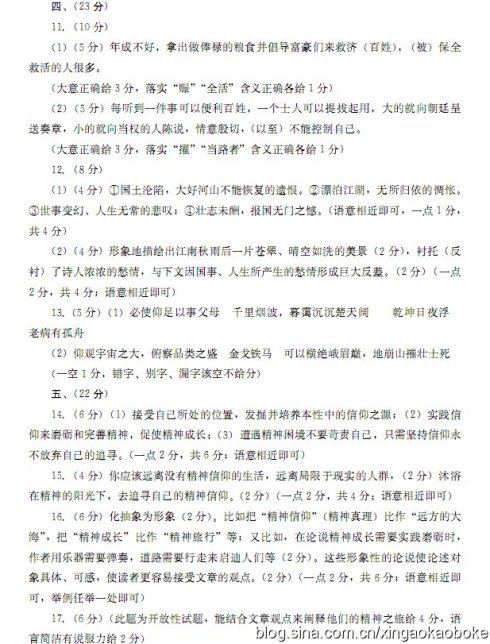 四、（23分）
11.（10分）
（1）（5分）年成不好，拿出做俸禄的粮食并倡导富豪们来救济（百姓），（被）保全
救活的人很多。
（大意正确给3分，落实“赈”“全活”含义正确各给1分）
（2）（5分）每听到一件事可以便利百姓，一个士人可以提拔起用，大的就向朝廷呈
送奏章，小的就向当权的人陈说，情意殷切，（以至）不能控制自己。
（大意正确给3分，落实“擢”“当路者”含义正确各给1分）
12.（8分）
（1）（4分）①国土沦陷，大好河山不能恢复的遗恨。②漂泊江湖，无所归依的惆怅。
③世事变幻、人生无常的悲叹；④壮志未酬，报国无门之憾。（语意相近即可，一点1分，
共4分）
（2）（4分）形象地描绘出江南秋雨后一片苍翠、晴空如洗的美景（2分），衬托（反
衬）了诗人浓浓的愁情，与下文因国事、人生所产生的愁情形成巨大反差。（2分）（一点
2分，共4分；语意相近即可）
13.（5分）（1）必使仰足以事父母　千里烟波，暮霭沉沉楚天阔　　乾坤日夜浮
老病有孤舟
（2）仰观宇宙之大，俯察品类之盛　金戈铁马　可以横绝峨眉巅，地崩山摧壮士死
（一空1分，错字、别字、漏字该空不给分）
五、（22分）
14.（6分）（1）接受自己所处的位置，发掘并培养本性中的信仰之源；（2）实践信
仰来磨砺和完善精神，促使精神成长；（3）遭遇精神困境不要苛责自己，只需坚持信仰永
不放弃自己的追寻。（一点2分，共6分；语意相近即可）
15.（4分）你应该远离没有精神信仰的生活，远离局限于现实的人群，（2分）沐浴
在精神的阳光下，去追寻自己的精神信仰。（2分）（一点2分，共4分；语意相近即可）
16.（6分）化抽象为形象（2分）。比如把“精神信仰”（精神真理）比作“远方的大
海”，把“精神成长”比作“精神旅行”等；又比如，在论说精神成长需要实践磨砺时，
作者用乐器需要弹奏，道路需要行走来启迪人们等（2分）。这些形象性的论说使论述对
象具体、可感，使读者更容易接受文章的观点。（2分）（一点2分，共6分；语意相近即
可，举例任举一处即可）
17.（6分）（此题为开放性试题，能结合文章观点来阐释他们的精神之旅给4分，语
言简洁有说服力给2分）
blog.sina.com.cn/xingaokaoboke